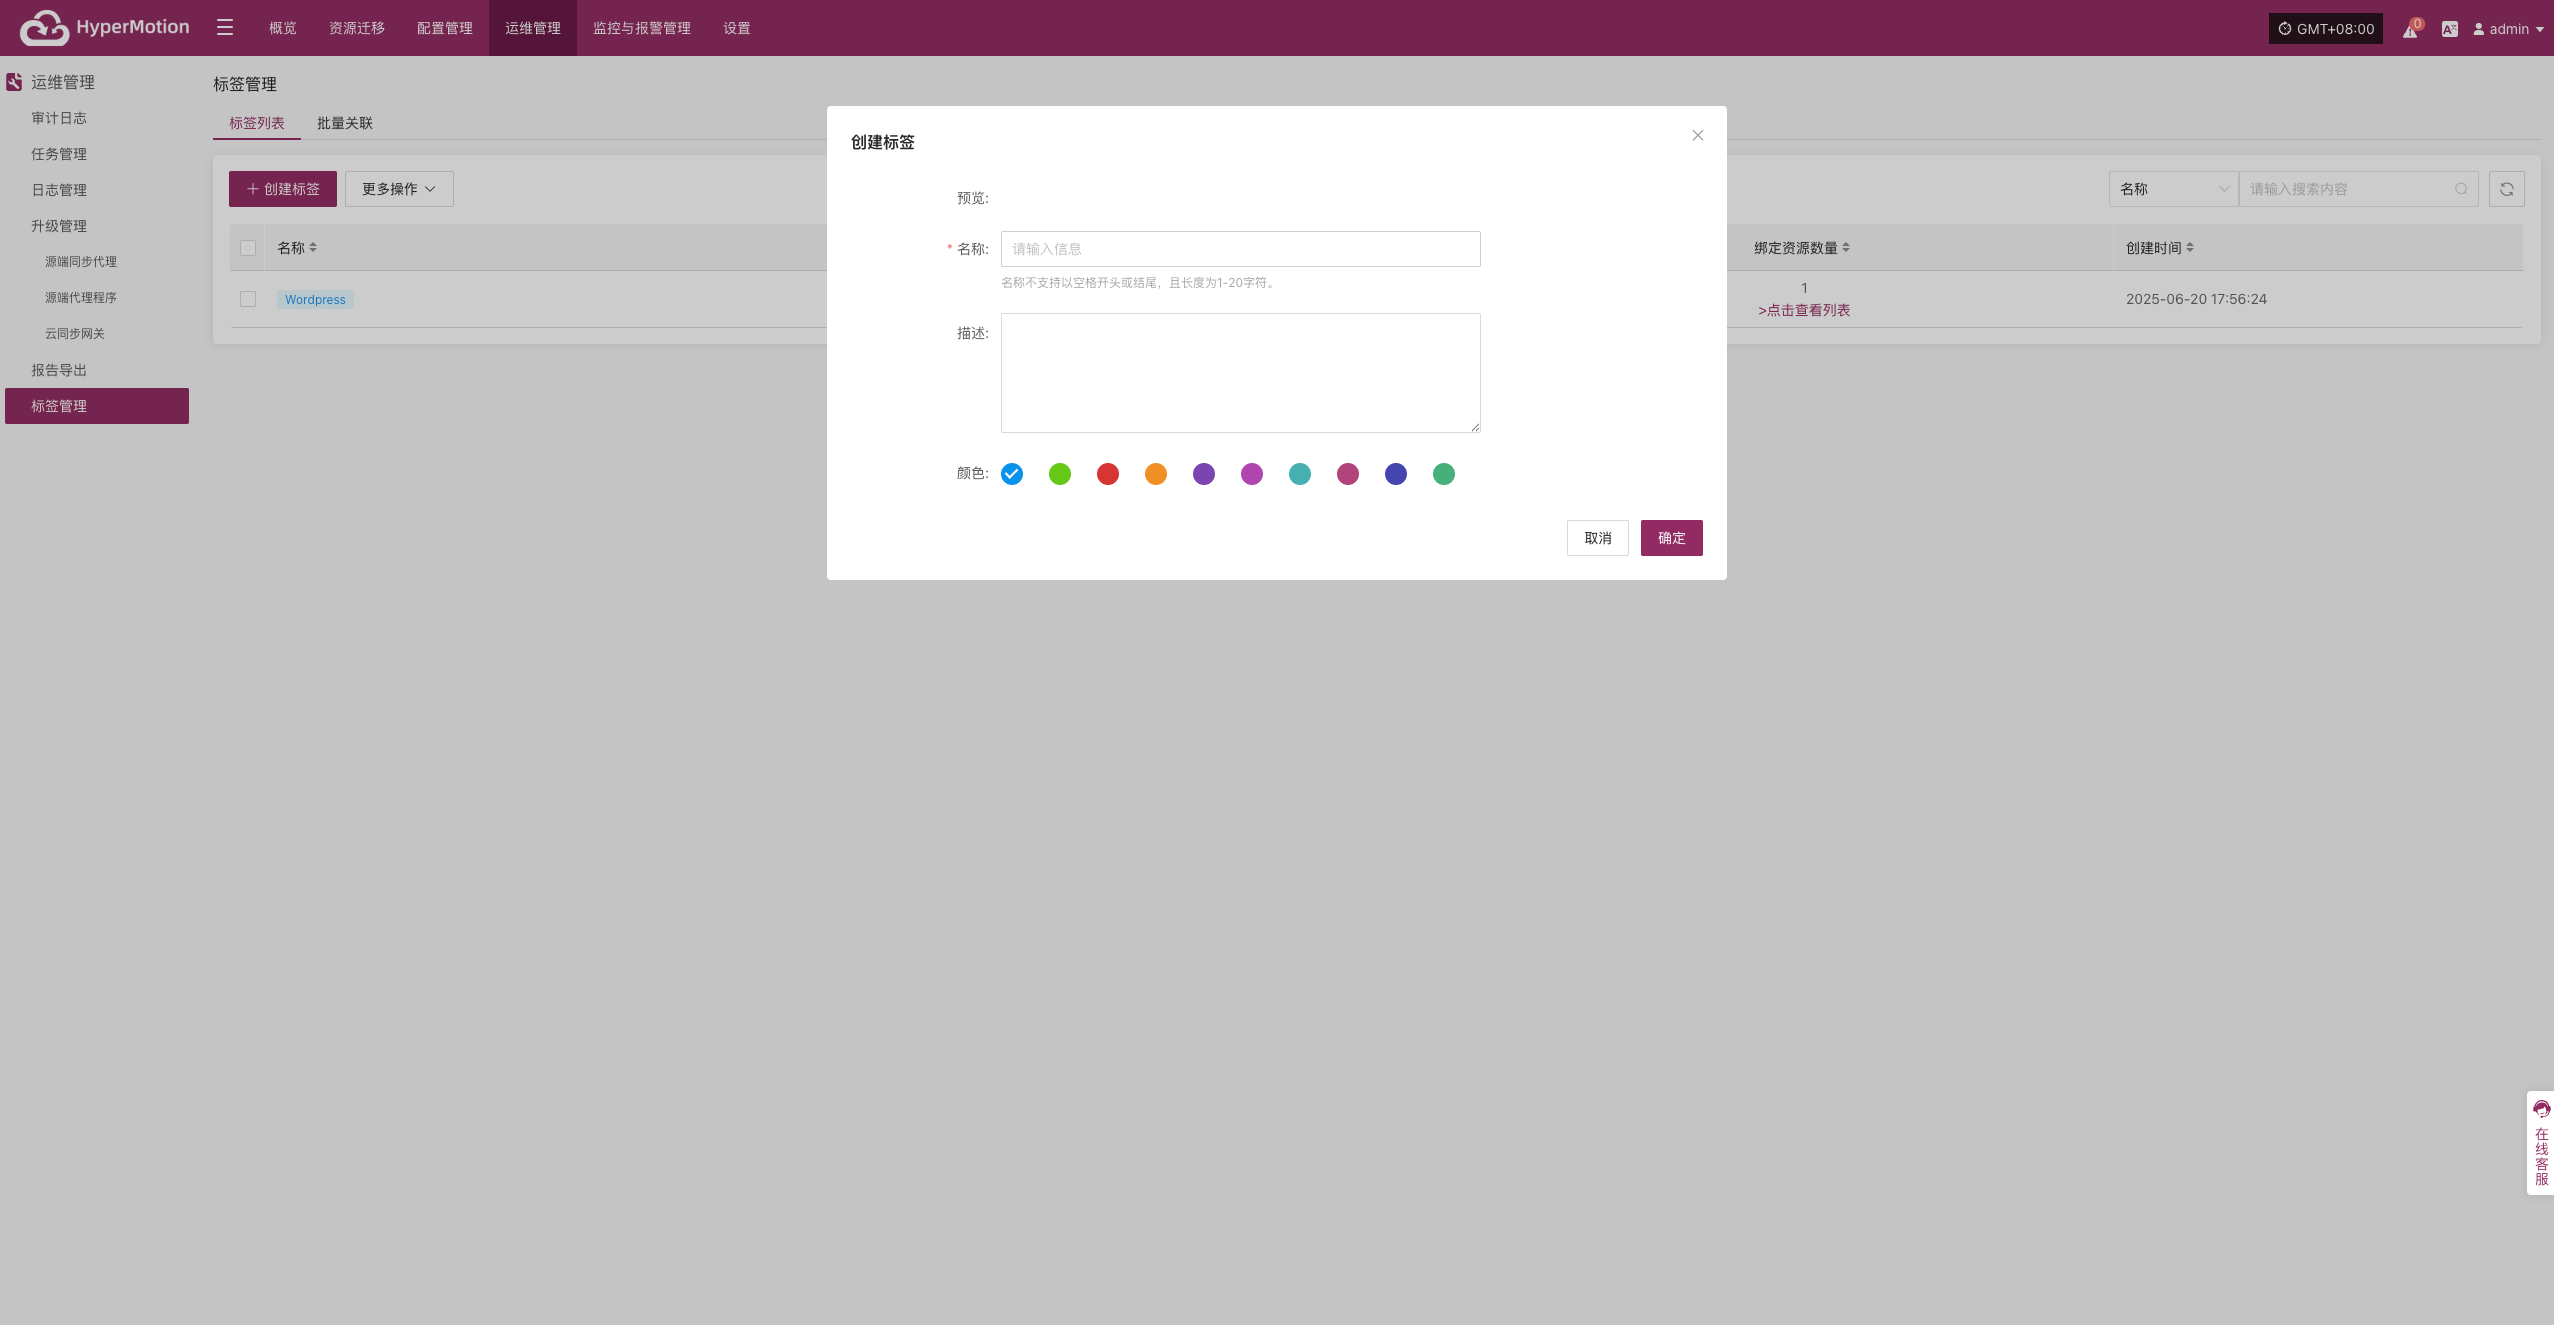 HyperMotion
概览
资源迁移
配置管理
运维管理
监控与报警管理
设置
GMT+08:00
0
admin
运维管理
审计日志
任务管理
日志管理
升级管理
源端同步代理
源端代理程序
云同步网关
报告导出
标签管理
标签管理
标签列表
批量关联
创建标签
更多操作
名称
请输入搜索内容
名称
绑定资源数量
创建时间
Wordpress
1
>点击查看列表
2025-06-20 17:56:24
创建标签
预览:
* 名称:
请输入信息
名称不支持以空格开头或结尾，且长度为1-20字符。
描述:
颜色:
取消
确定
在线客服